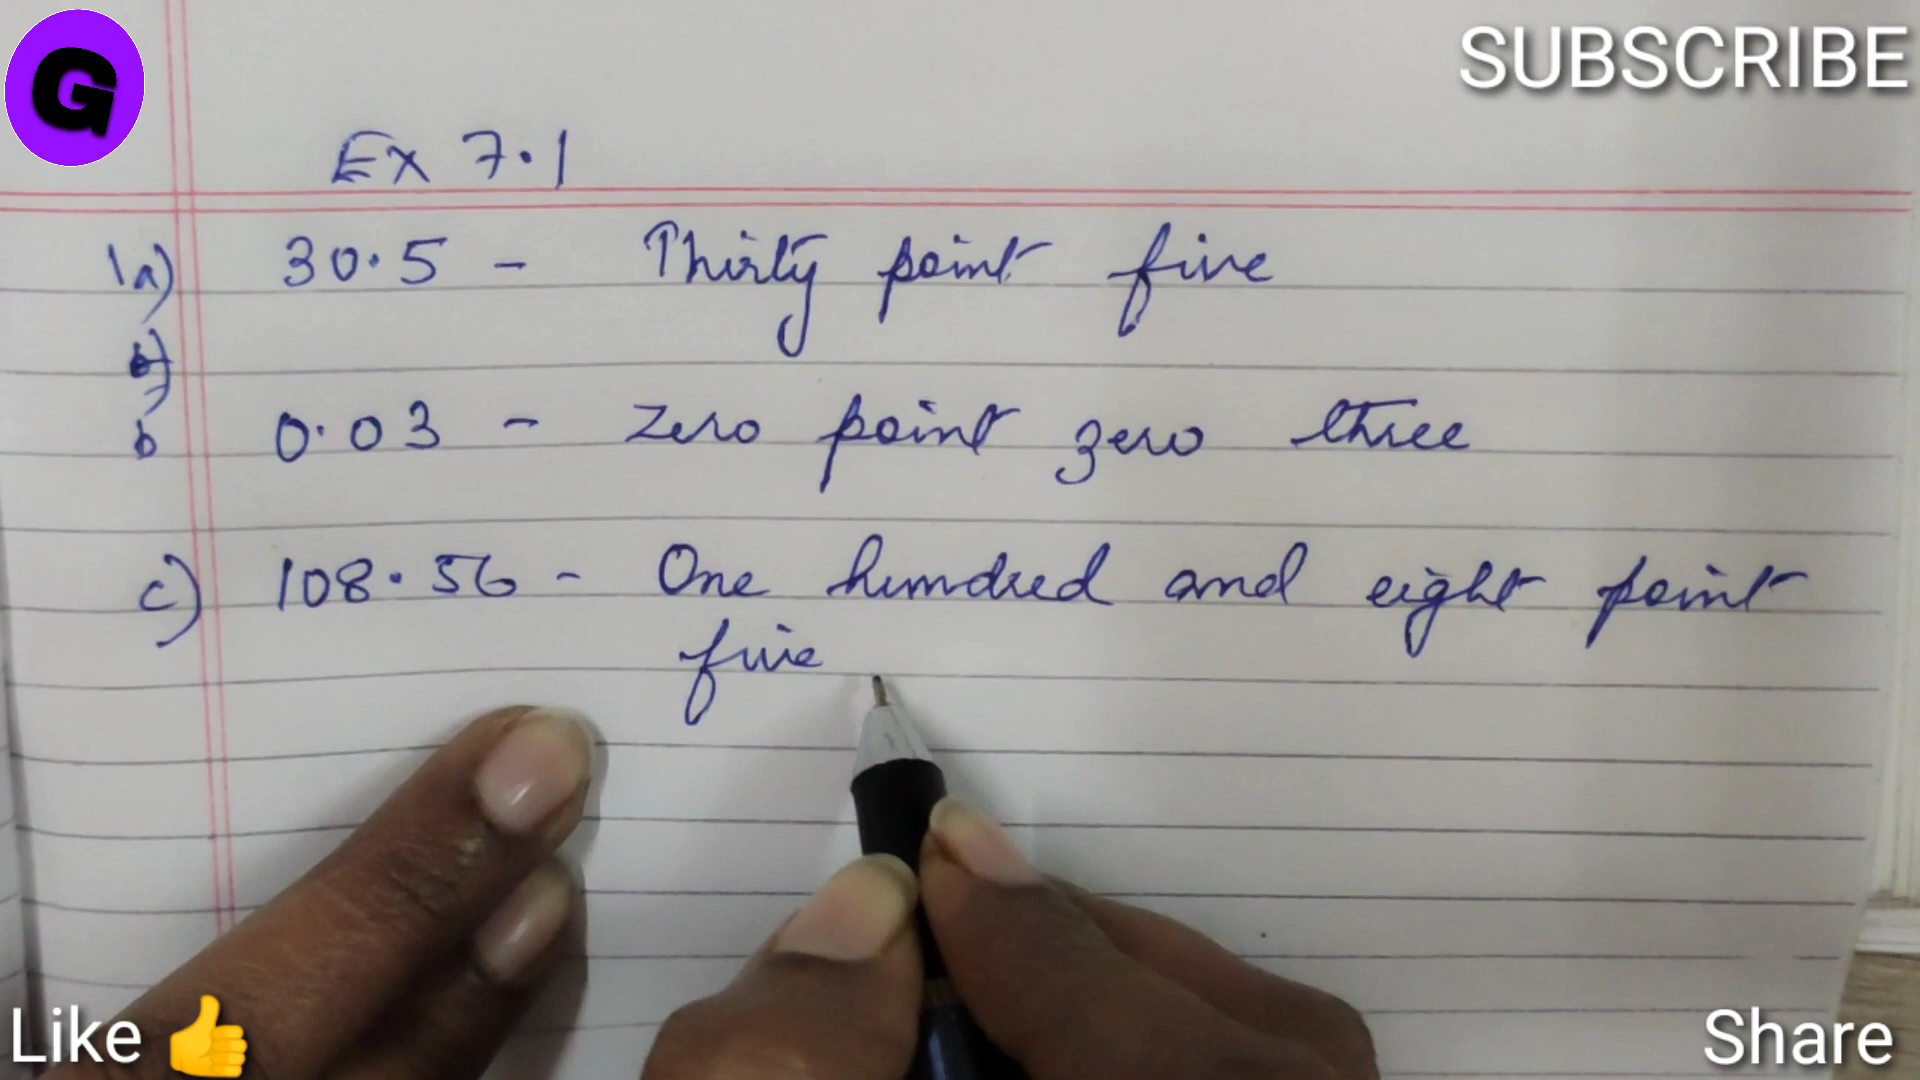 G
SUBSCRIBE
Ex 7.1
1a) 30.5 - Thirty point five
b 0.03 - Zero point zero three
c) 108.56 - One hundred and eight point
five
Like 👍
Share